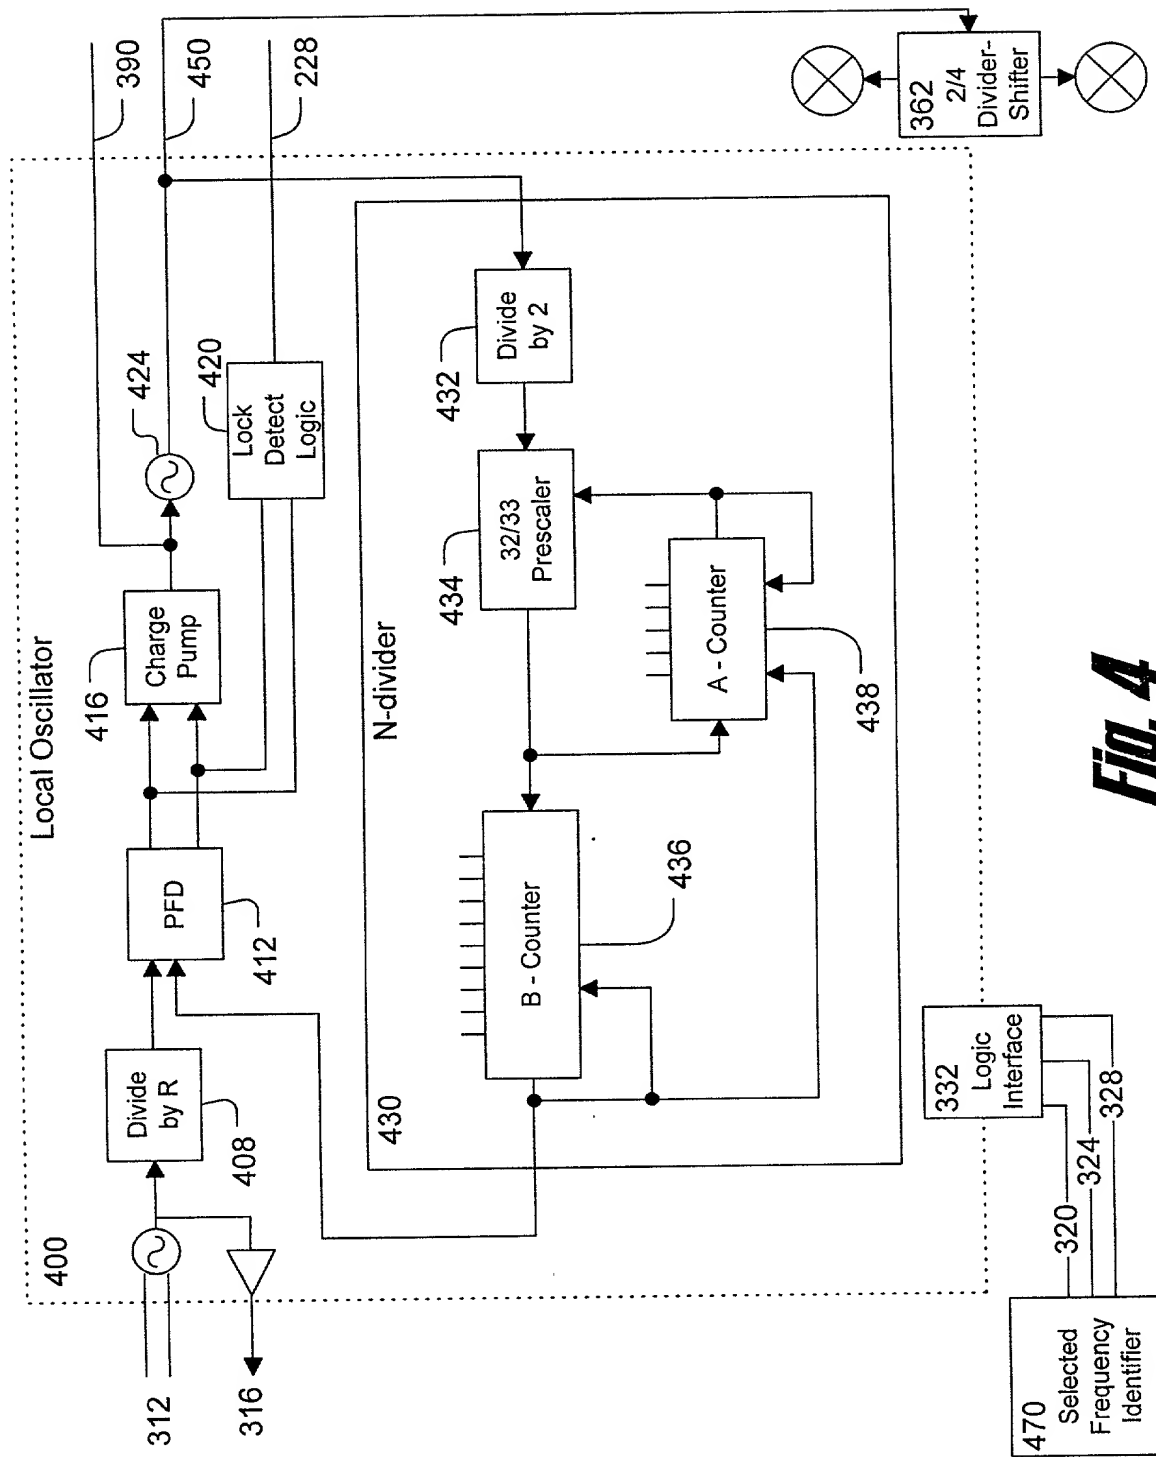 400
Local Oscillator
312
316
Divide
by R
408
PFD
412
416
Charge
Pump
424
420
Lock
Detect
Logic
390
450
228
430
N-divider
B - Counter
436
434
32/33
Prescaler
432
Divide
by 2
A - Counter
438
362
2/4
Divider-
Shifter
332
Logic
Interface
320
324
328
470
Selected
Frequency
Identifier
Fig. 4